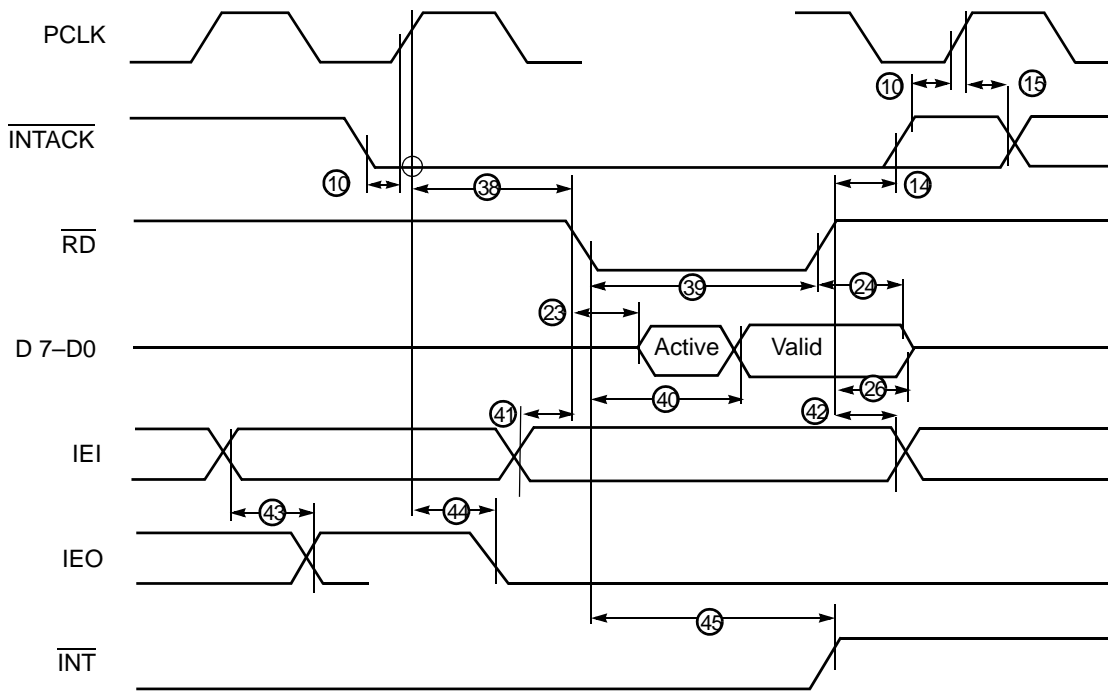 PCLK
10
15
INTACK
10
38
14
RD
39
24
23
D 7–D0
Active
Valid
26
40
41
42
IEI
43
44
IEO
45
INT